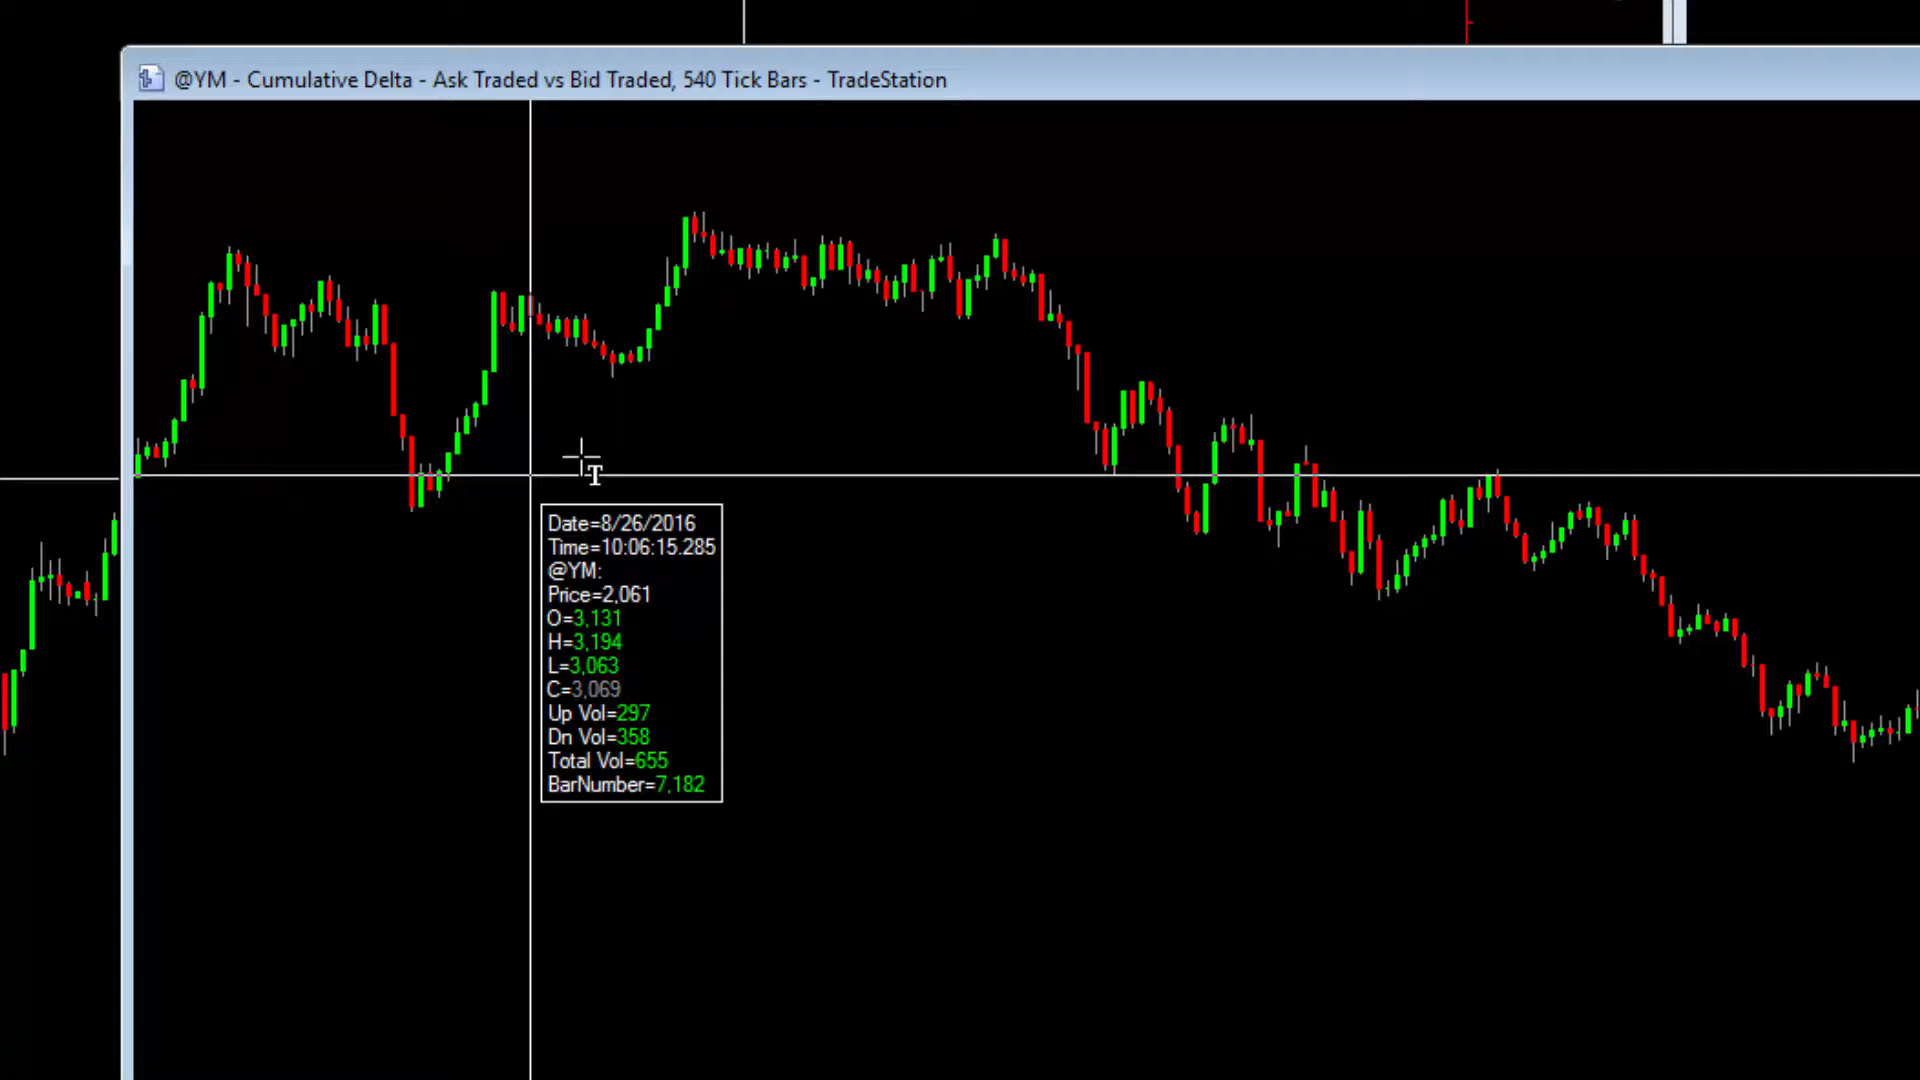 @YM - Cumulative Delta - Ask Traded vs Bid Traded, 540 Tick Bars - TradeStation
Date=8/26/2016
Time=10:06:15.285
@YM:
Price=2,061
O=3,131
H=3,194
L=3,063
C=3,069
Up Vol=297
Dn Vol=358
Total Vol=655
BarNumber=7,182